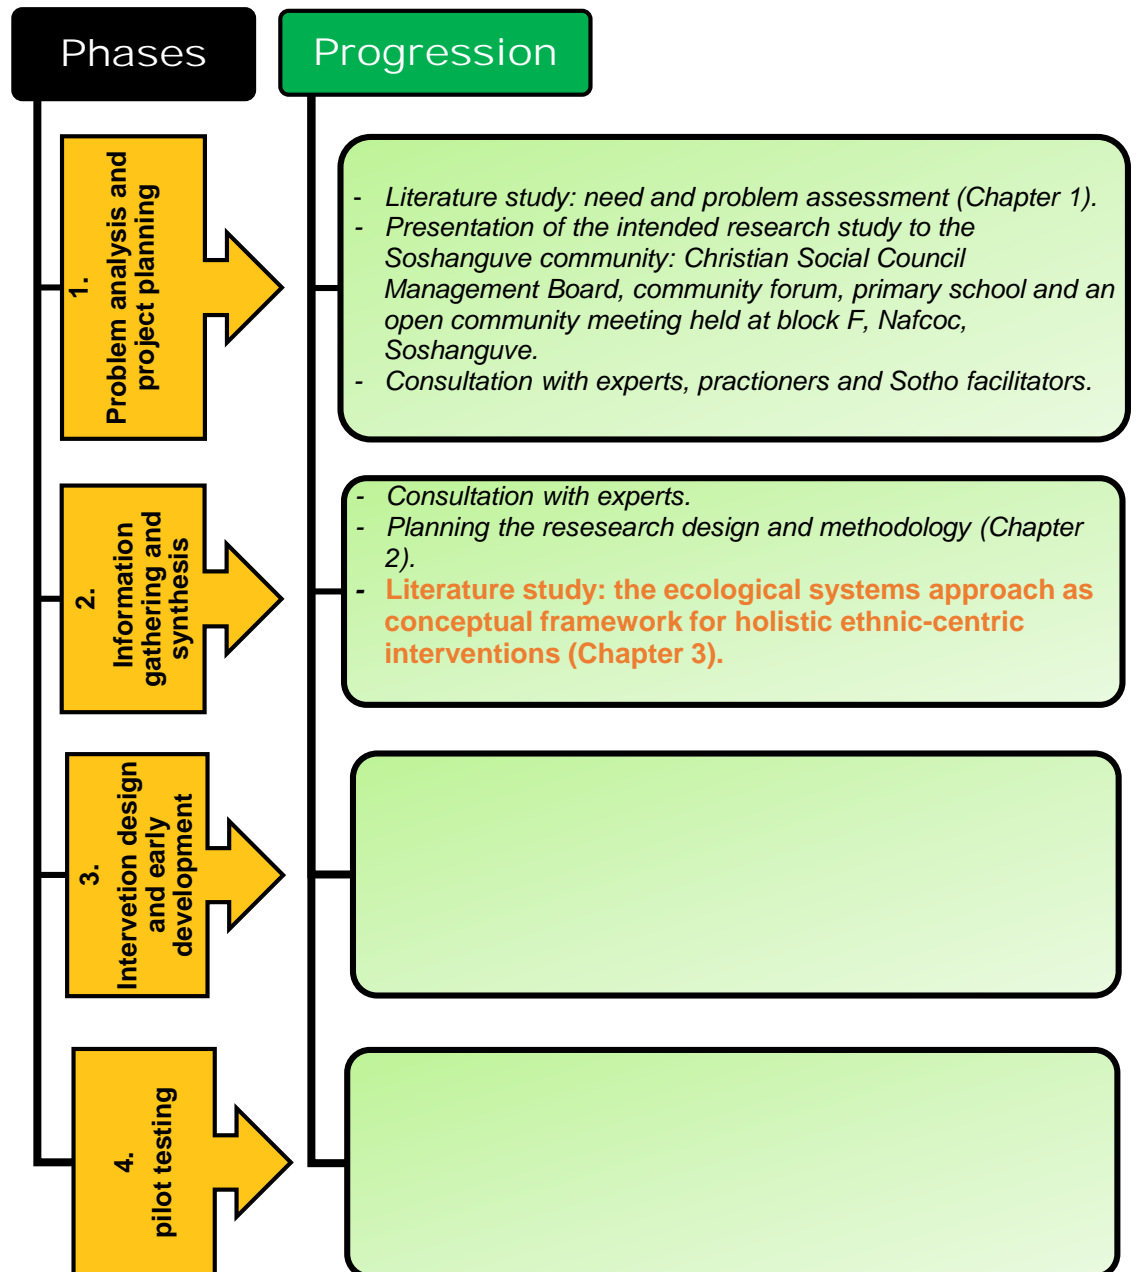 Phases
Progression
1.
Problem analysis and
project planning
- Literature study: need and problem assessment (Chapter 1).
- Presentation of the intended research study to the
Soshanguve community: Christian Social Council
Management Board, community forum, primary school and an
open community meeting held at block F, Nafcoc,
Soshanguve.
- Consultation with experts, practioners and Sotho facilitators.
2.
Information
gathering and
synthesis
- Consultation with experts.
- Planning the resesearch design and methodology (Chapter
2).
- Literature study: the ecological systems approach as
conceptual framework for holistic ethnic-centric
interventions (Chapter 3).
3.
Intervetion design
and early
development
4.
pilot testing